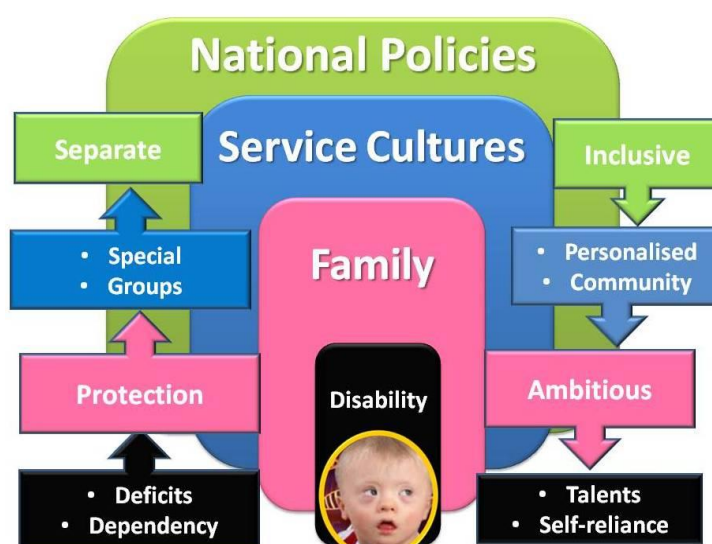 National Policies
Service Cultures
Family
Disability
Separate
• Special
• Groups
Protection
• Deficits
• Dependency
Inclusive
• Personalised
• Community
Ambitious
• Talents
• Self-reliance